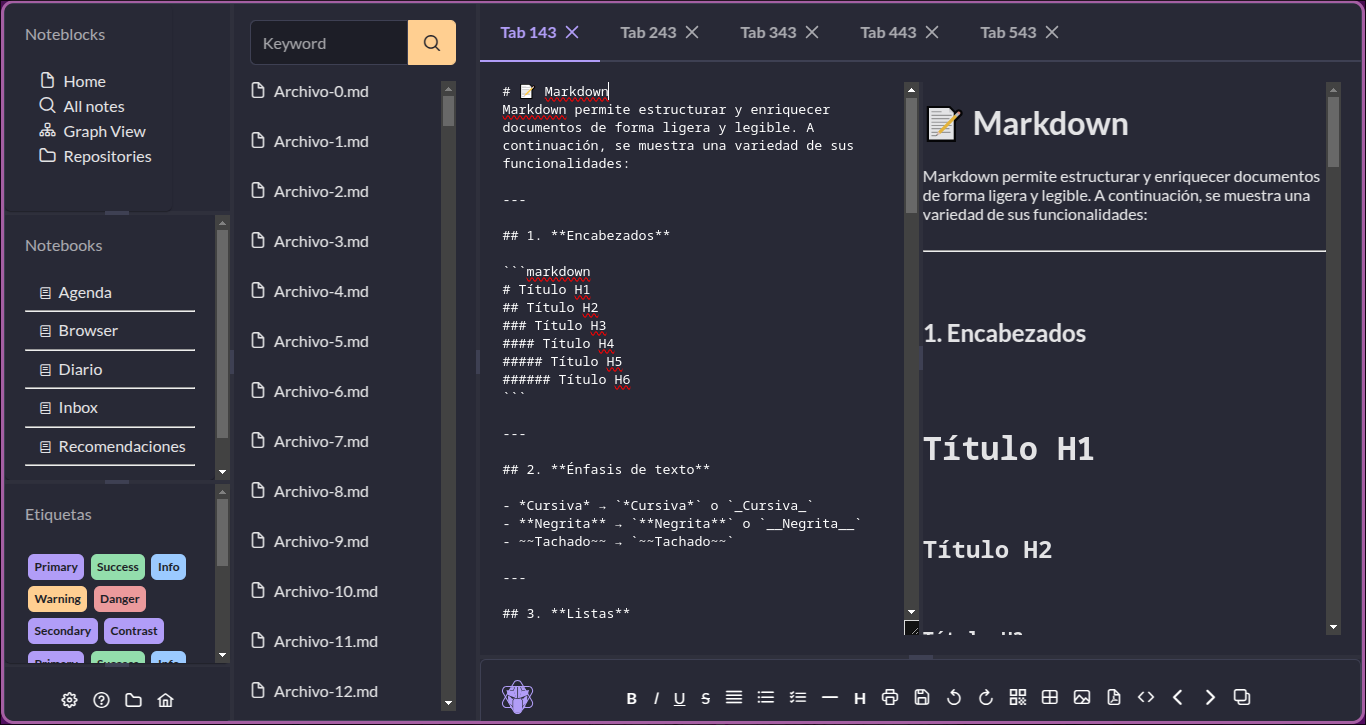 Noteblocks
Home
All notes
Graph View
Repositories
Notebooks
Agenda
Browser
Diario
Inbox
Recomendaciones
Etiquetas
Primary Success Info
Warning Danger
Secondary Contrast
Primary Success Info
Keyword
Archivo-0.md
Archivo-1.md
Archivo-2.md
Archivo-3.md
Archivo-4.md
Archivo-5.md
Archivo-6.md
Archivo-7.md
Archivo-8.md
Archivo-9.md
Archivo-10.md
Archivo-11.md
Archivo-12.md
Tab 143 Tab 243 Tab 343 Tab 443 Tab 543
# 📝 Markdown
Markdown permite estructurar y enriquecer
documentos de forma ligera y legible. A
continuación, se muestra una variedad de sus
funcionalidades:
---
## 1. **Encabezados**
```markdown
# Título H1
## Título H2
### Título H3
#### Título H4
##### Título H5
###### Título H6
```
---
## 2. **Énfasis de texto**
- *Cursiva* → `*Cursiva*` o `_Cursiva_`
- **Negrita** → `**Negrita**` o `__Negrita__`
- ~~Tachado~~ → `~~Tachado~~`
---
## 3. **Listas**
📝 Markdown
Markdown permite estructurar y enriquecer documentos
de forma ligera y legible. A continuación, se muestra una
variedad de sus funcionalidades:
1. Encabezados
Título H1
Título H2
Título H3
B I U S H